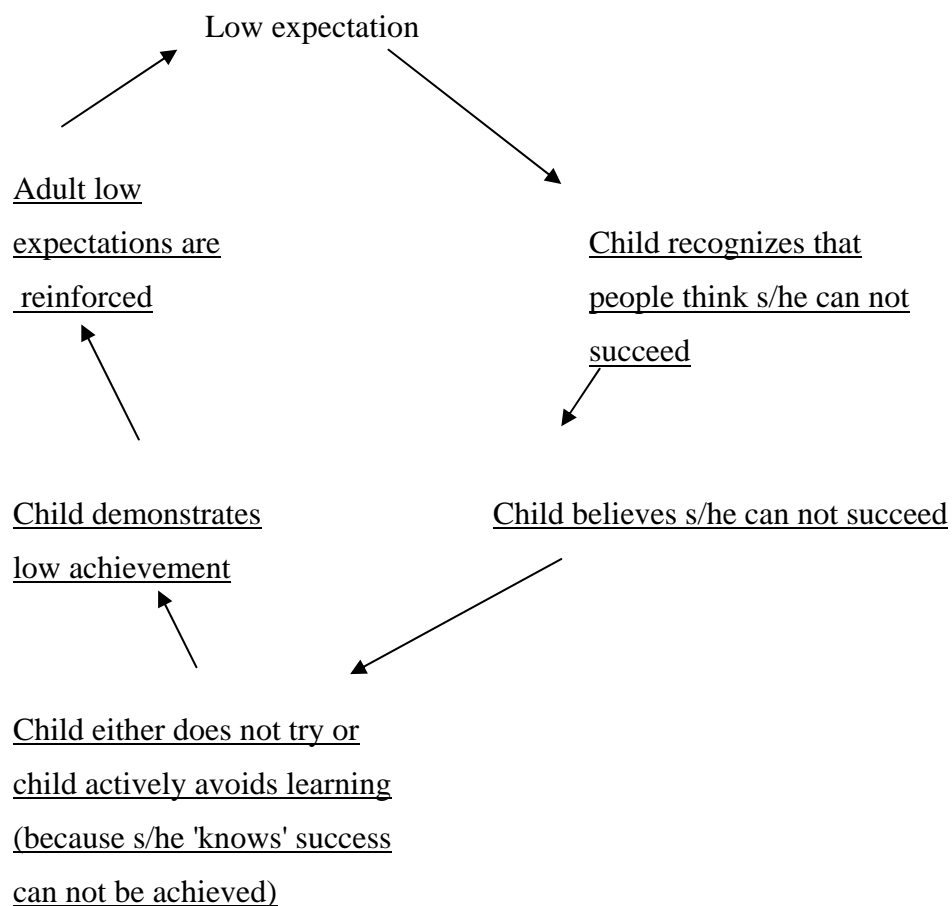 Low expectation
Adult low
expectations are
reinforced
Child recognizes that
people think s/he can not
succeed
Child demonstrates
low achievement
Child believes s/he can not succeed
Child either does not try or
child actively avoids learning
(because s/he 'knows' success
can not be achieved)